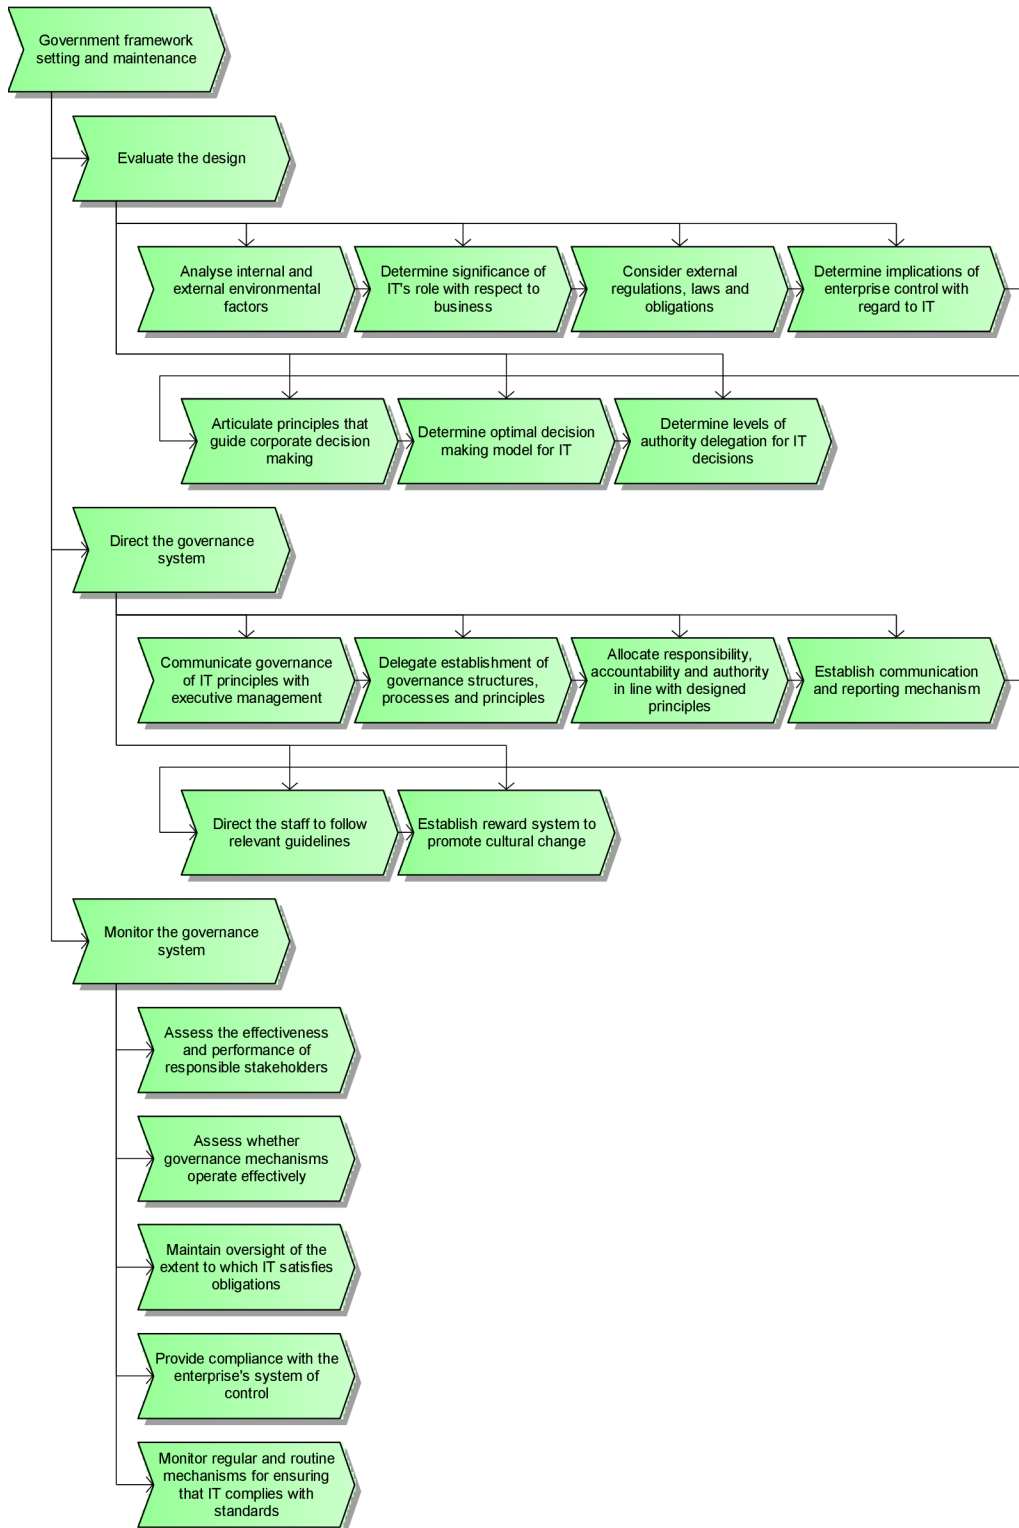 Government framework
setting and maintenance
Evaluate the design
Analyse internal and
external environmental
factors
Determine significance of
IT's role with respect to
business
Consider external
regulations, laws and
obligations
Determine implications of
enterprise control with
regard to IT
Articulate principles that
guide corporate decision
making
Determine optimal decision
making model for IT
Determine levels of
authority delegation for IT
decisions
Direct the governance
system
Communicate governance
of IT principles with
executive management
Delegate establishment of
governance structures,
processes and principles
Allocate responsibility,
accountability and authority
in line with designed
principles
Establish communication
and reporting mechanism
Direct the staff to follow
relevant guidelines
Establish reward system to
promote cultural change
Monitor the governance
system
Assess the effectiveness
and performance of
responsible stakeholders
Assess whether
governance mechanisms
operate effectively
Maintain oversight of the
extent to which IT satisfies
obligations
Provide compliance with the
enterprise's system of
control
Monitor regular and routine
mechanisms for ensuring
that IT complies with
standards